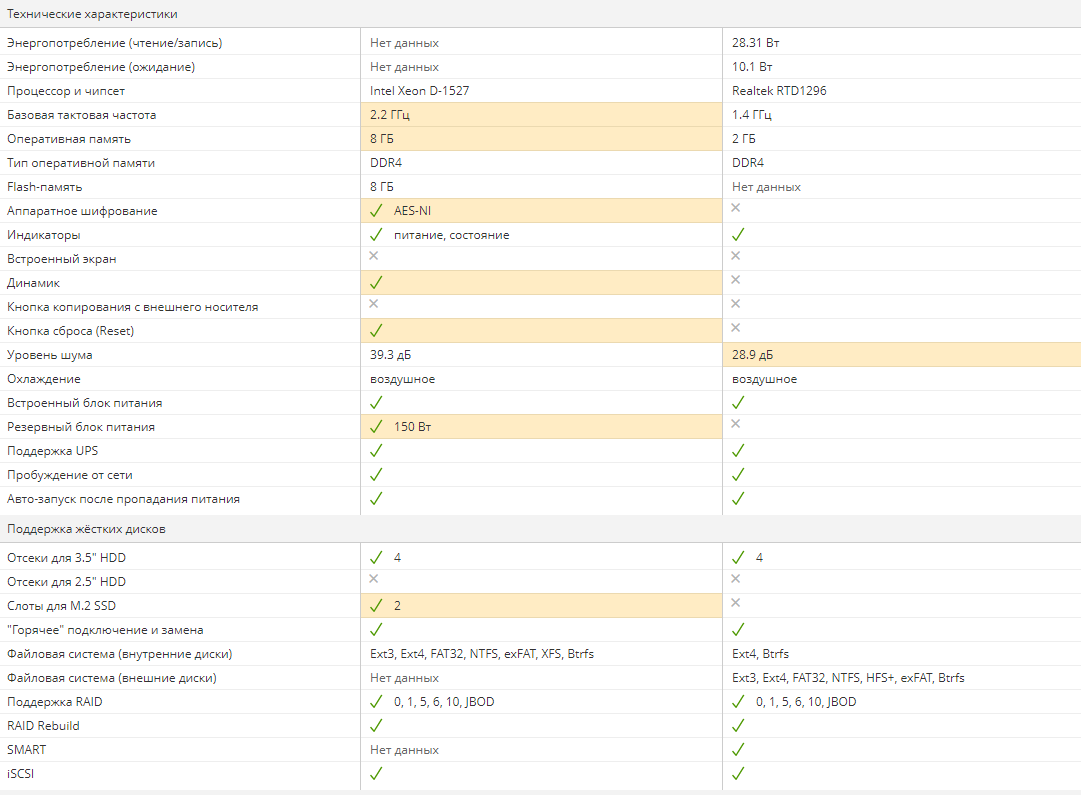 Технические характеристики
Энергопотребление (чтение/запись) Нет данных 28.31 Вт
Энергопотребление (ожидание) Нет данных 10.1 Вт
Процессор и чипсет Intel Xeon D-1527 Realtek RTD1296
Базовая тактовая частота 2.2 ГГц 1.4 ГГц
Оперативная память 8 ГБ 2 ГБ
Тип оперативной памяти DDR4 DDR4
Flash-память 8 ГБ Нет данных
Аппаратное шифрование AES-NI
Индикаторы питание, состояние
Встроенный экран
Динамик
Кнопка копирования с внешнего носителя
Кнопка сброса (Reset)
Уровень шума 39.3 дБ 28.9 дБ
Охлаждение воздушное воздушное
Встроенный блок питания
Резервный блок питания 150 Вт
Поддержка UPS
Пробуждение от сети
Авто-запуск после пропадания питания
Поддержка жёстких дисков
Отсеки для 3.5" HDD 4 4
Отсеки для 2.5" HDD
Слоты для M.2 SSD 2
"Горячее" подключение и замена
Файловая система (внутренние диски) Ext3, Ext4, FAT32, NTFS, exFAT, XFS, Btrfs Ext4, Btrfs
Файловая система (внешние диски) Нет данных Ext3, Ext4, FAT32, NTFS, HFS+, exFAT, Btrfs
Поддержка RAID 0, 1, 5, 6, 10, JBOD 0, 1, 5, 6, 10, JBOD
RAID Rebuild
SMART Нет данных
iSCSI